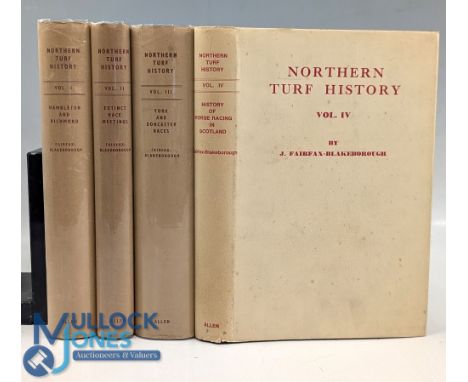 NORTHERN
TURF
HISTORY
VOL. I
HAMBLETON
AND
RICHMOND
FAIRFAX-
BLAKEBOROUGH
NORTHERN
TURF
HISTORY
VOL. II
EXTINCT
RACE
MEETINGS
FAIRFAX-
BLAKEBOROUGH
NORTHERN
TURF
HISTORY
VOL. III
YORK
AND
DONCASTER
RACES
FAIRFAX-
BLAKEBOROUGH
ALLEN
NORTHERN
TURF
HISTORY
VOL. IV
HISTORY
OF
HORSE RACING
IN
SCOTLAND
Fairfax-Blakeborough
ALLEN
NORTHERN
TURF HISTORY
VOL. IV
BY
J. FAIRFAX-BLAKEBOROUGH
MULLOCK
JONES
Auctioneers & Valuers